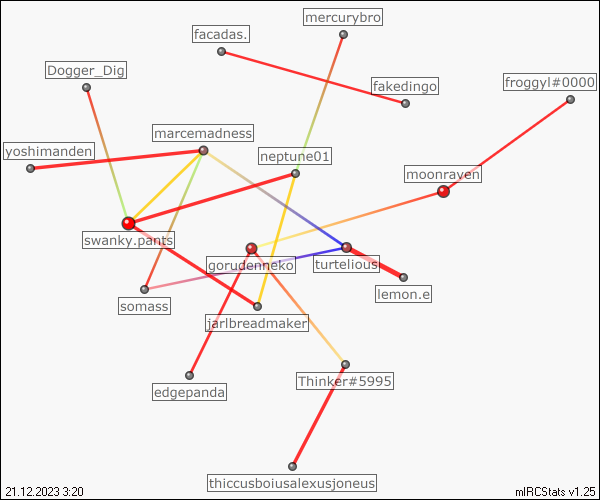 mercurybro
facadas.
Dogger_Dig
fakedingo
froggyl#0000
marcemadness
yoshimanden
neptune01
moonraven
swanky.pants
gorudenneko
turtelious
lemon.e
somass
jarlbreadmaker
Thinker#5995
edgepanda
thiccusboiusalexusjoneus
21.12.2023 3:20
mIRCStats v1.25